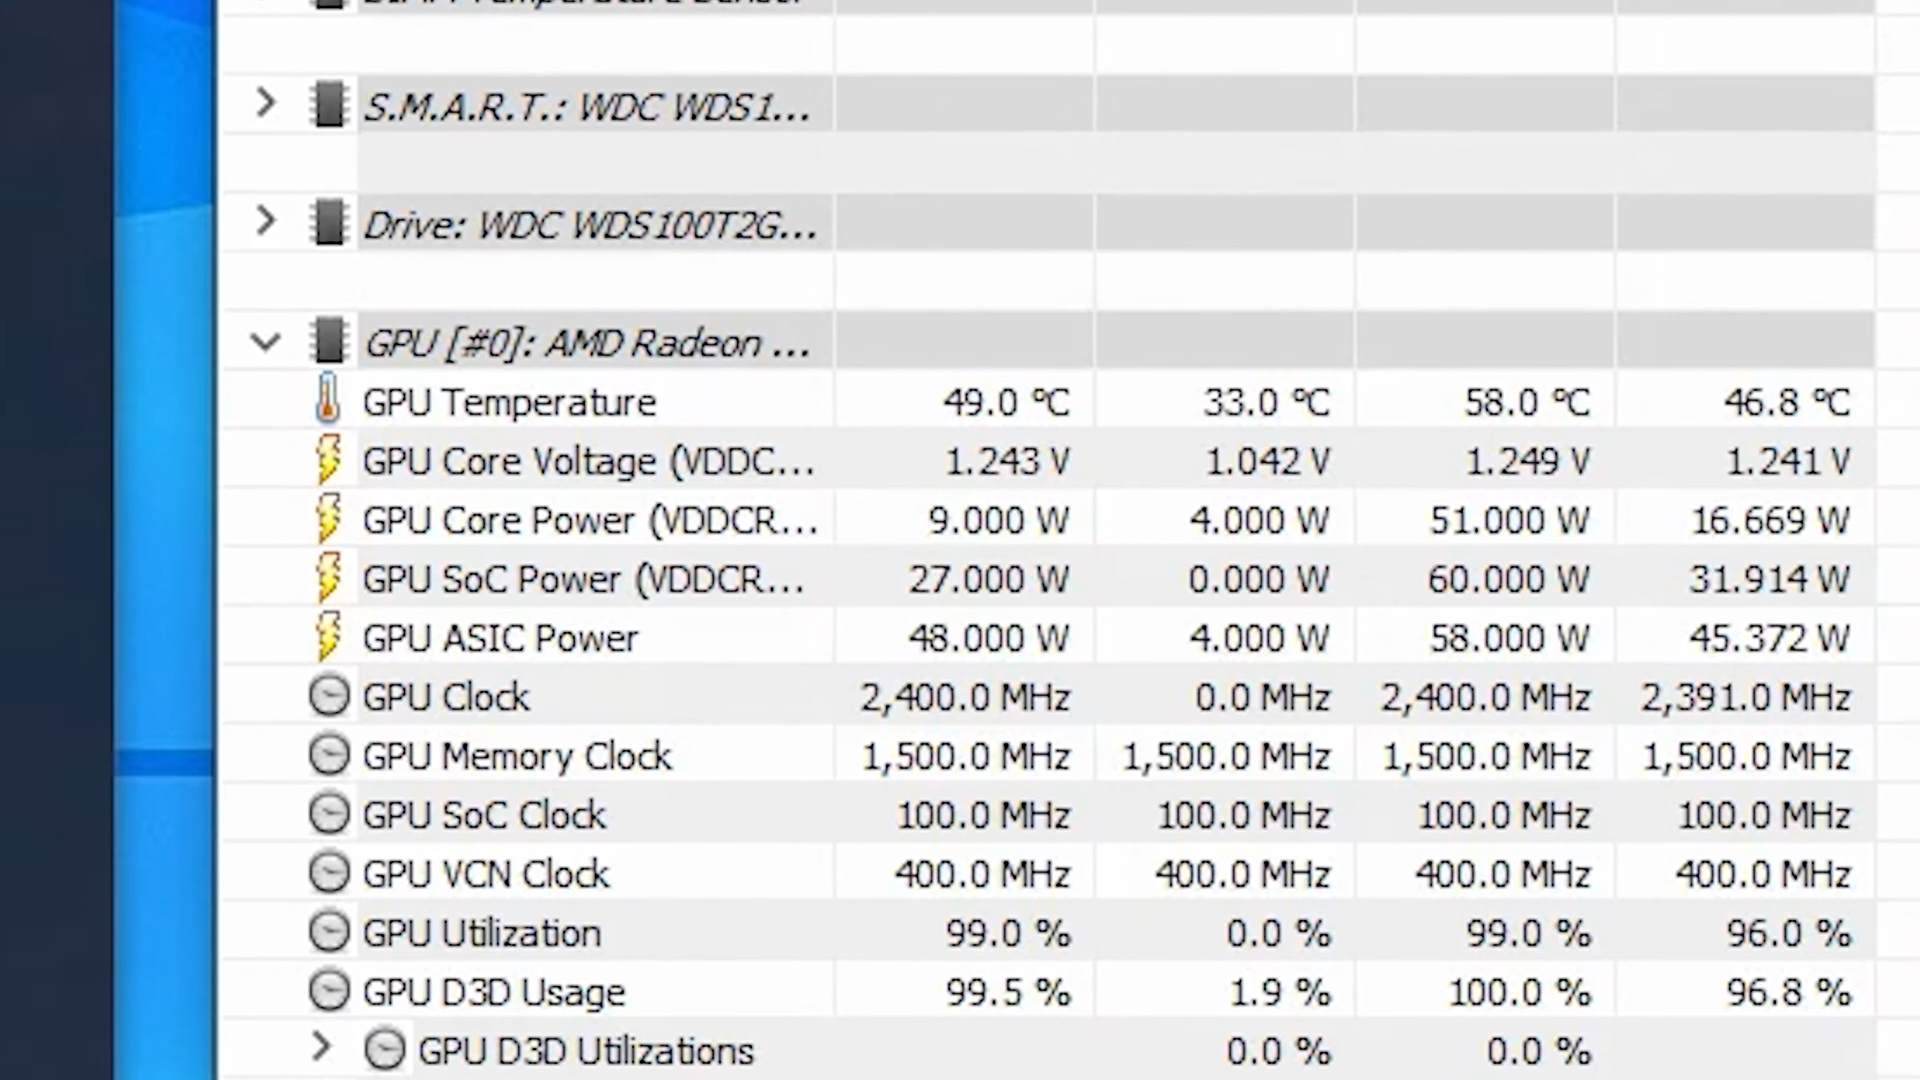 S.M.A.R.T.: WDC WDS1...
Drive: WDC WDS100T2G...
GPU [#0]: AMD Radeon ...
GPU Temperature 49.0 °C 33.0 °C 58.0 °C 46.8 °C
GPU Core Voltage (VDDC... 1.243 V 1.042 V 1.249 V 1.241 V
GPU Core Power (VDDCR... 9.000 W 4.000 W 51.000 W 16.669 W
GPU SoC Power (VDDCR... 27.000 W 0.000 W 60.000 W 31.914 W
GPU ASIC Power 48.000 W 4.000 W 58.000 W 45.372 W
GPU Clock 2,400.0 MHz 0.0 MHz 2,400.0 MHz 2,391.0 MHz
GPU Memory Clock 1,500.0 MHz 1,500.0 MHz 1,500.0 MHz 1,500.0 MHz
GPU SoC Clock 100.0 MHz 100.0 MHz 100.0 MHz 100.0 MHz
GPU VCN Clock 400.0 MHz 400.0 MHz 400.0 MHz 400.0 MHz
GPU Utilization 99.0 % 0.0 % 99.0 % 96.0 %
GPU D3D Usage 99.5 % 1.9 % 100.0 % 96.8 %
GPU D3D Utilizations 0.0 % 0.0 %